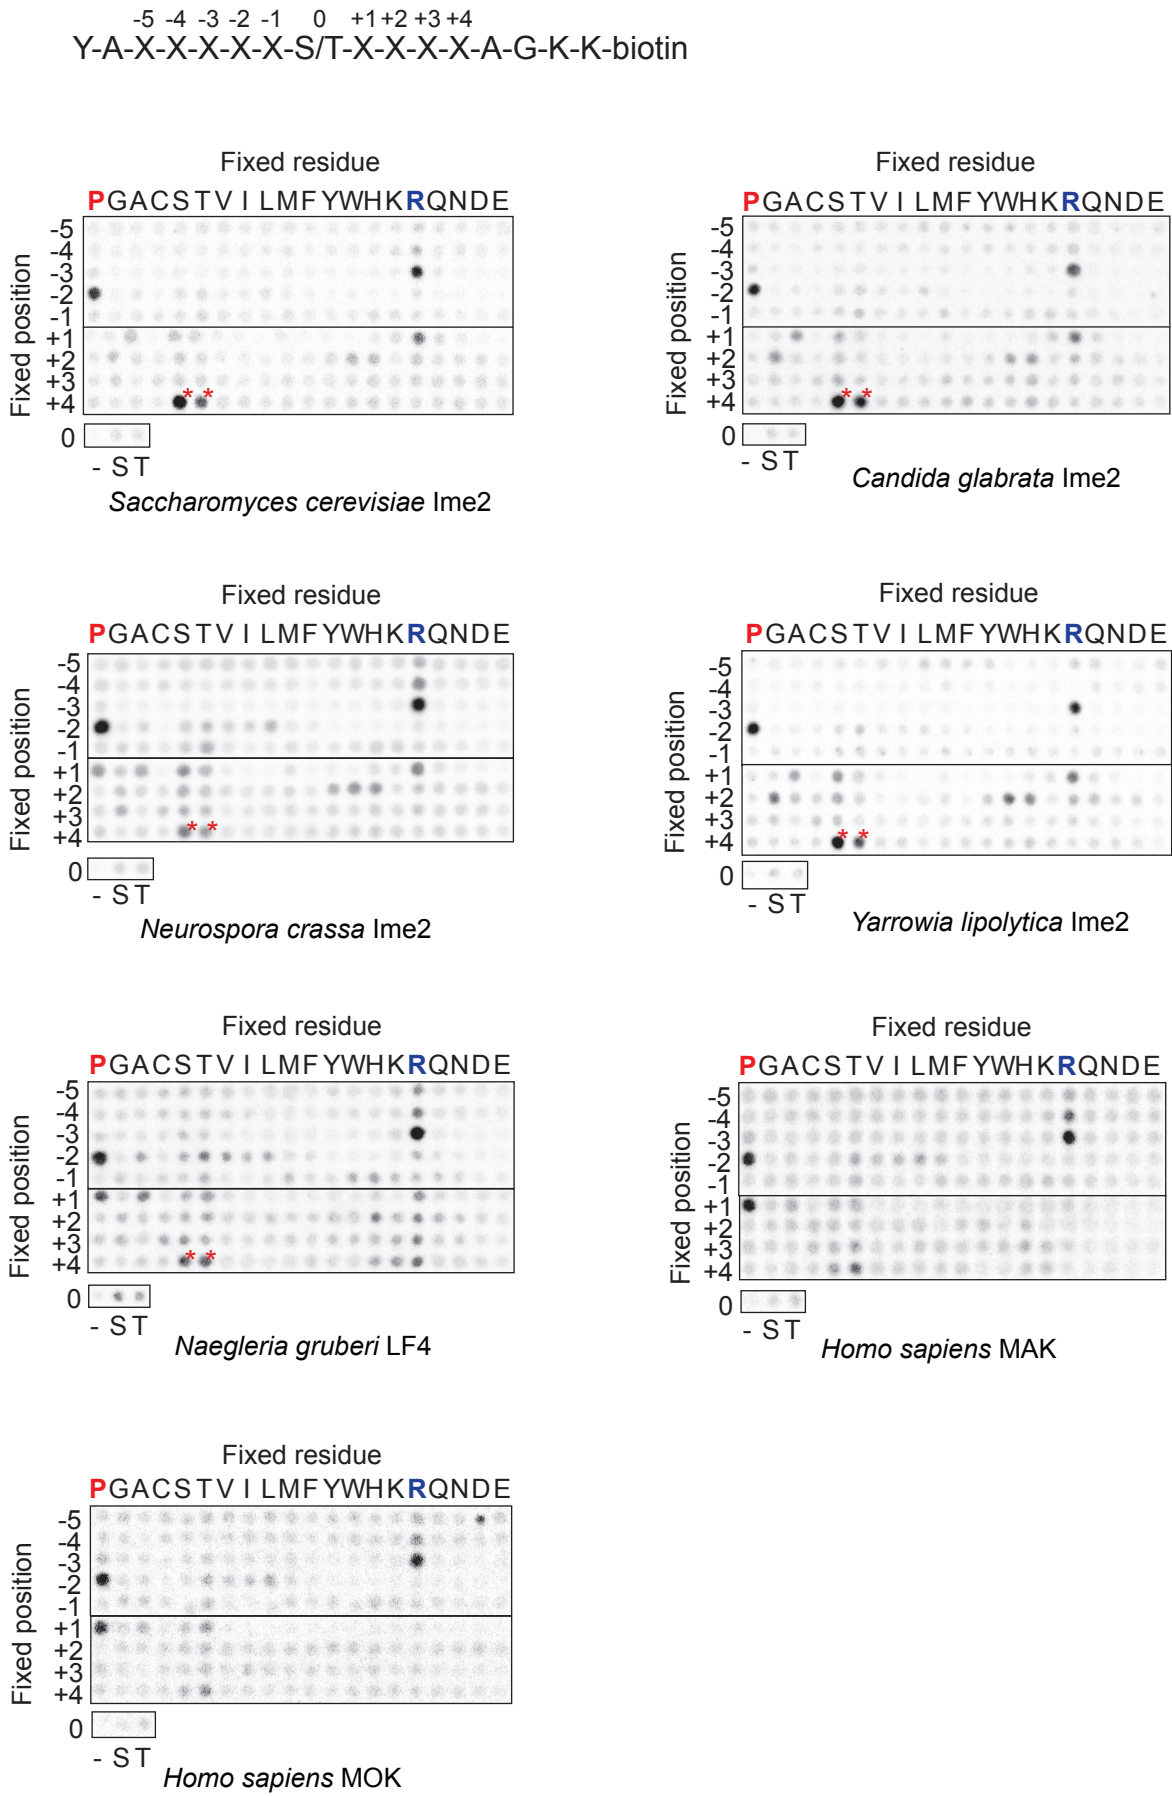 -5 -4 -3 -2 -1 0 +1 +2 +3 +4
Y-A-X-X-X-X-X-S/T-X-X-X-X-A-G-K-K-biotin
Fixed residue
PGACSTVILMFYWHKRQNDE
Fixed position
-5
-4
-3
-2
-1
+1
+2
+3
+4
* *
0
- S T
Saccharomyces cerevisiae Ime2
Fixed residue
PGACSTVILMFYWHKRQNDE
Fixed position
-5
-4
-3
-2
-1
+1
+2
+3
+4
* *
0
- S T
Candida glabrata Ime2
Fixed residue
PGACSTVILMFYWHKRQNDE
Fixed position
-5
-4
-3
-2
-1
+1
+2
+3
+4
* *
0
- S T
Neurospora crassa Ime2
Fixed residue
PGACSTVILMFYWHKRQNDE
Fixed position
-5
-4
-3
-2
-1
+1
+2
+3
+4
* *
0
- S T
Yarrowia lipolytica Ime2
Fixed residue
PGACSTVILMFYWHKRQNDE
Fixed position
-5
-4
-3
-2
-1
+1
+2
+3
+4
* *
0
- S T
Naegleria gruberi LF4
Fixed residue
PGACSTVILMFYWHKRQNDE
Fixed position
-5
-4
-3
-2
-1
+1
+2
+3
+4
0
- S T
Homo sapiens MAK
Fixed residue
PGACSTVILMFYWHKRQNDE
Fixed position
-5
-4
-3
-2
-1
+1
+2
+3
+4
0
- S T
Homo sapiens MOK